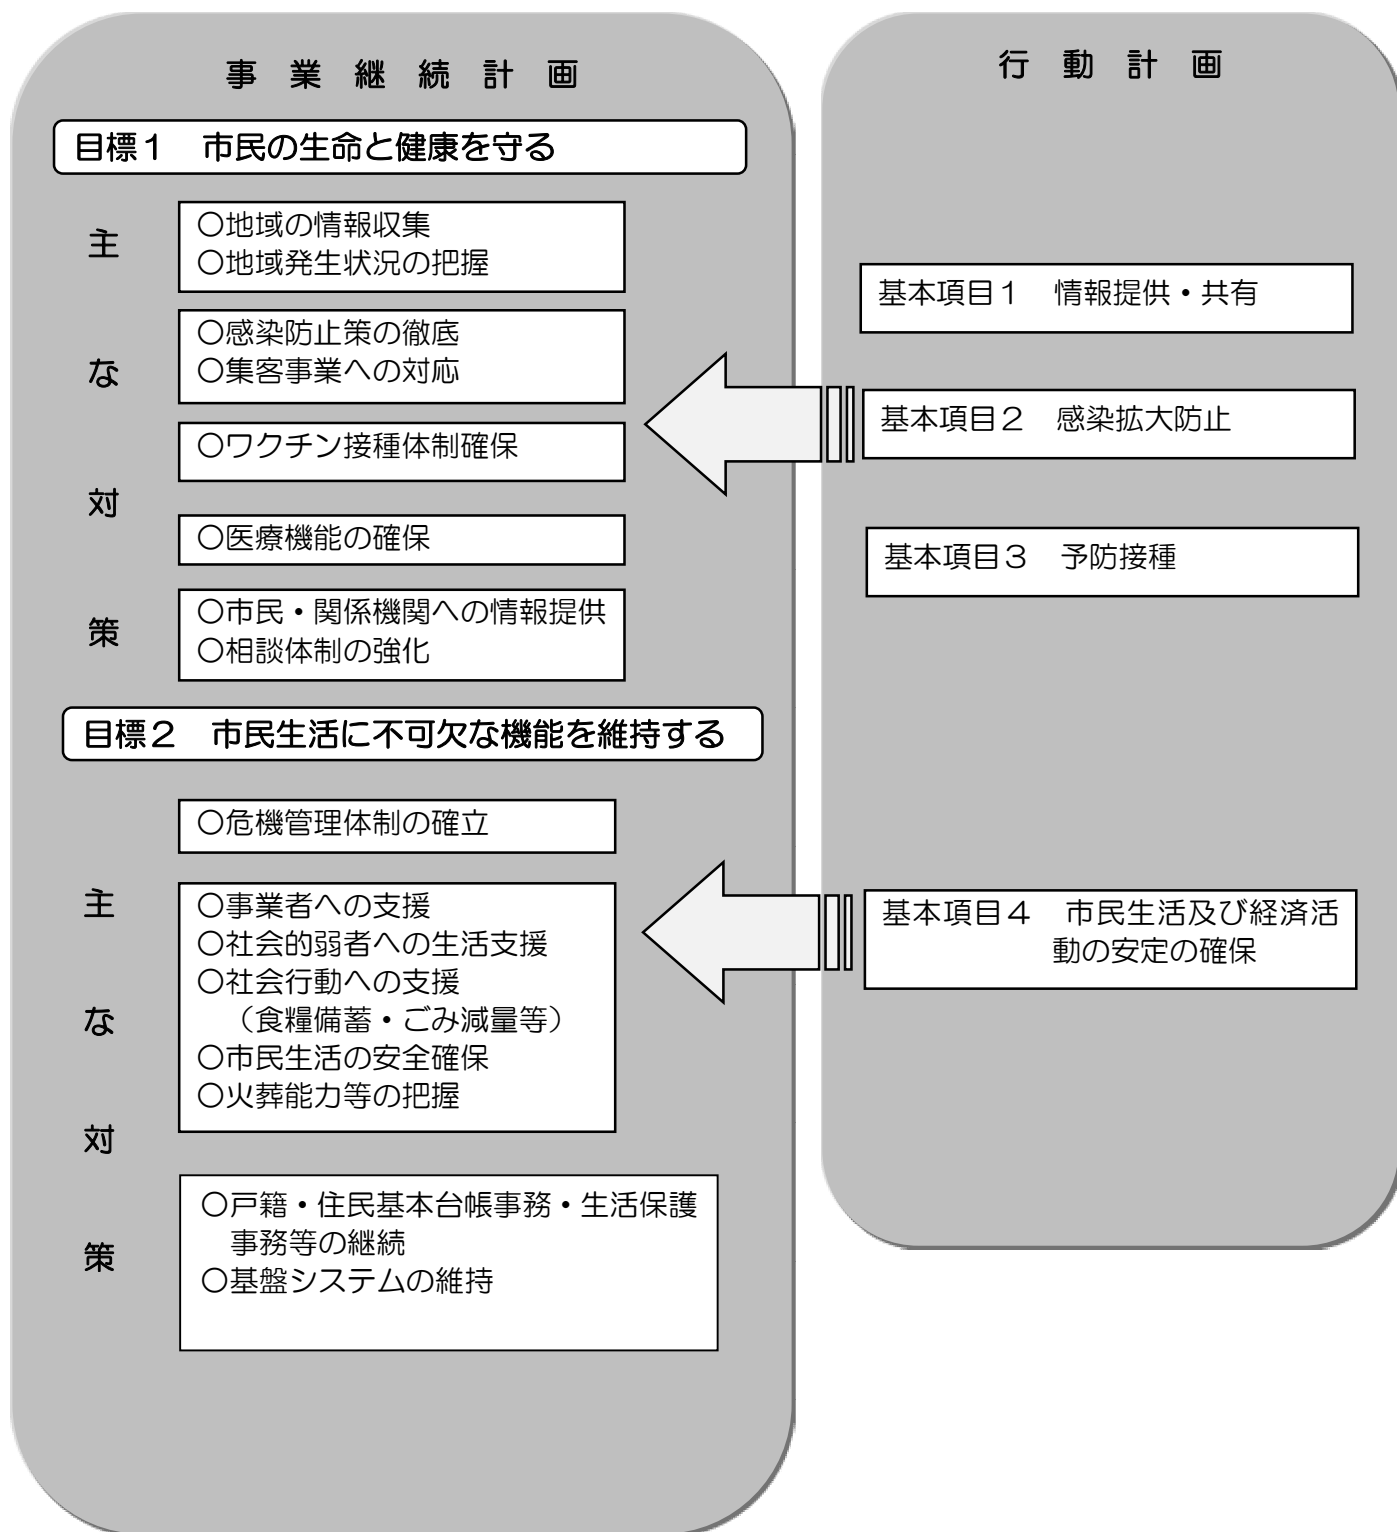 事業継続計画
目標１　市民の生命と健康を守る
主な対策
○地域の情報収集
○地域発生状況の把握
○感染防止策の徹底
○集客事業への対応
○ワクチン接種体制確保
○医療機能の確保
○市民・関係機関への情報提供
○相談体制の強化
目標２　市民生活に不可欠な機能を維持する
主な対策
○危機管理体制の確立
○事業者への支援
○社会的弱者への生活支援
○社会行動への支援
（食糧備蓄・ごみ減量等）
○市民生活の安全確保
○火葬能力等の把握
○戸籍・住民基本台帳事務・生活保護
事務等の継続
○基盤システムの維持
行動計画
基本項目１　情報提供・共有
基本項目２　感染拡大防止
基本項目３　予防接種
基本項目４　市民生活及び経済活
動の安定の確保